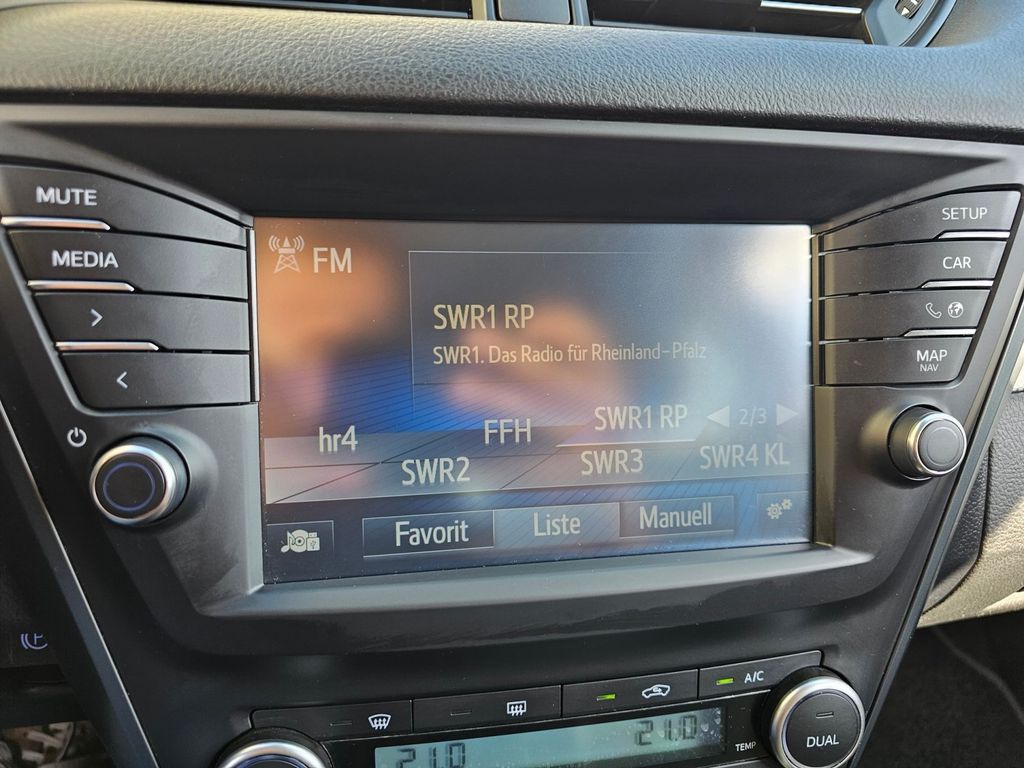 MUTE
MEDIA
>
<
SETUP
CAR
MAP
NAV
FM
SWR1 RP
SWR1. Das Radio für Rheinland-Pfalz
hr4 FFH SWR1 RP 2/3
SWR2 SWR3 SWR4 KL
Favorit Liste Manuell
P
A/C
21.0 21.0
TEMP
DUAL